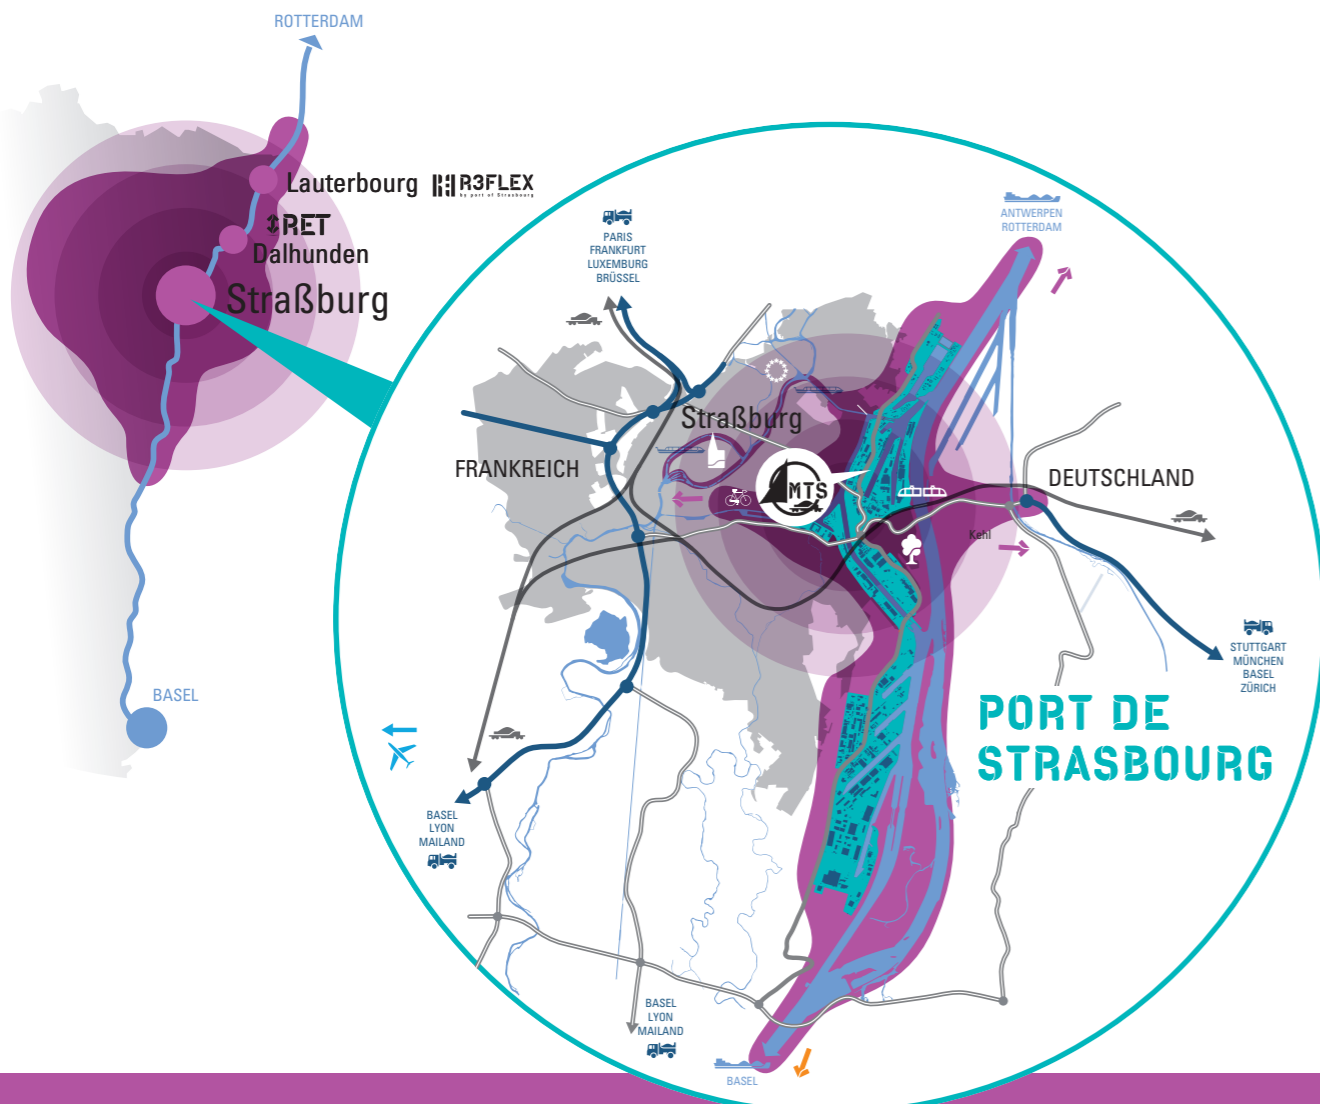 ROTTERDAM
Lauterbourg R3FLEX
by port of Strasbourg
RET
Dalhunden
Straßburg
BASEL
ANTWERPEN
ROTTERDAM
PARIS
FRANKFURT
LUXEMBURG
BRÜSSEL
Straßburg
FRANKREICH
MTS
DEUTSCHLAND
Kehl
STUTTGART
MÜNCHEN
BASEL
ZÜRICH
PORT DE
STRASBOURG
BASEL
LYON
MAILAND
BASEL
LYON
MAILAND
BASEL